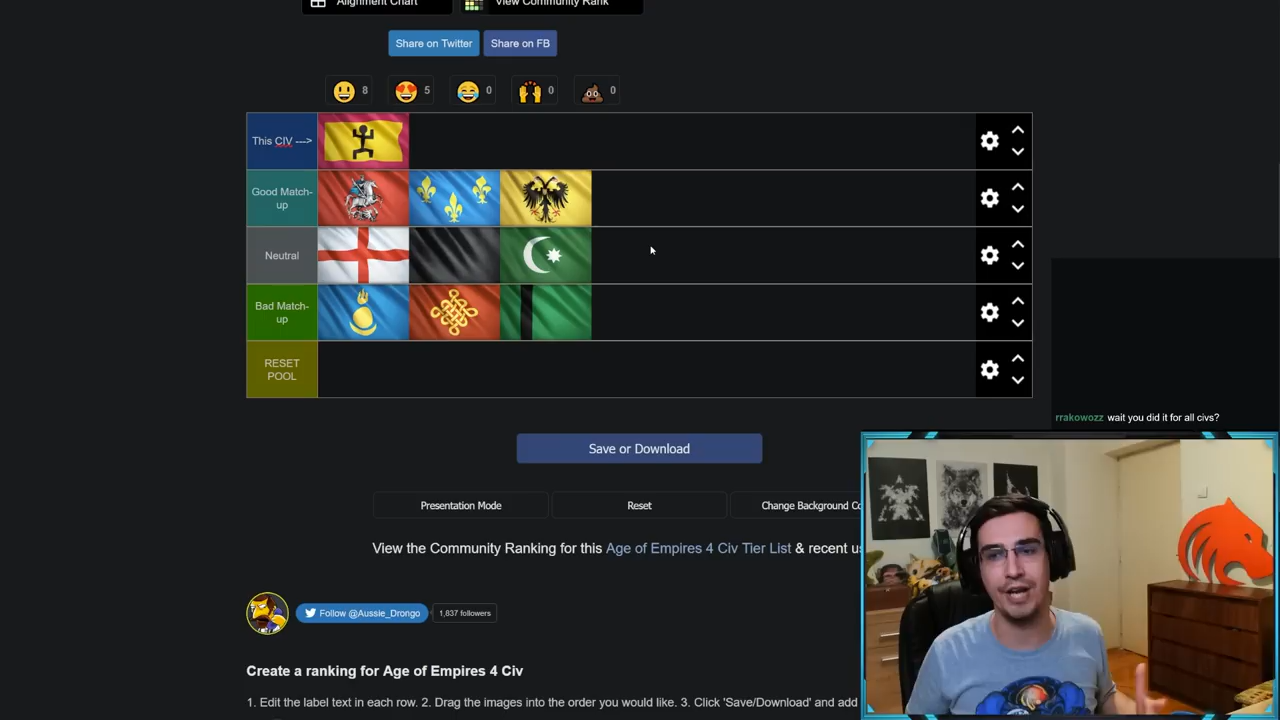 Alignment Chart
View Community Rank
Share on Twitter
Share on FB
8
5
0
0
0
This CIV --->
Good Match-
up
Neutral
Bad Match-
up
RESET
POOL
rrakowozz wait you did it for all civs?
Save or Download
Presentation Mode
Reset
Change Background Co
View the Community Ranking for this Age of Empires 4 Civ Tier List & recent us
Follow @Aussie_Drongo
1,837 followers
Create a ranking for Age of Empires 4 Civ
1. Edit the label text in each row. 2. Drag the images into the order you would like. 3. Click 'Save/Download' and add